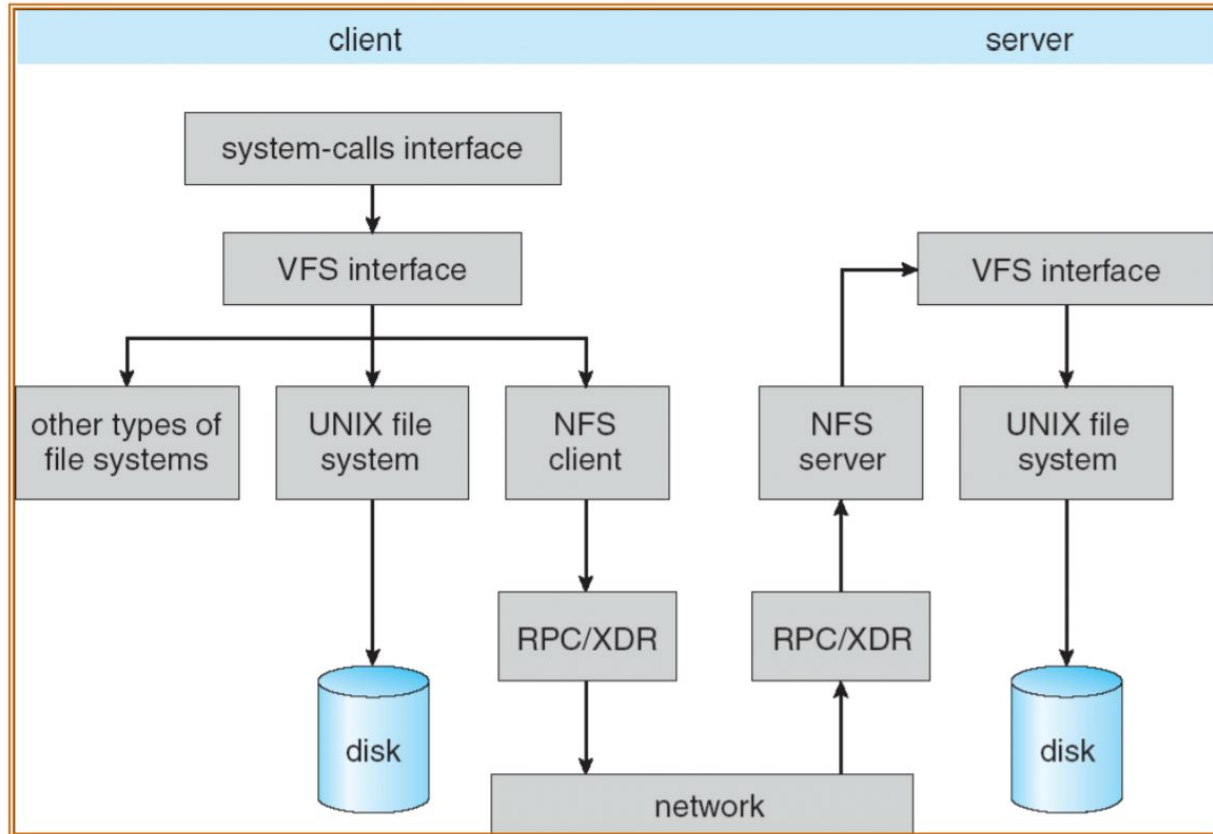 client
server
system-calls interface
VFS interface
VFS interface
other types of
file systems
UNIX file
system
NFS
client
NFS
server
UNIX file
system
RPC/XDR
RPC/XDR
disk
disk
network